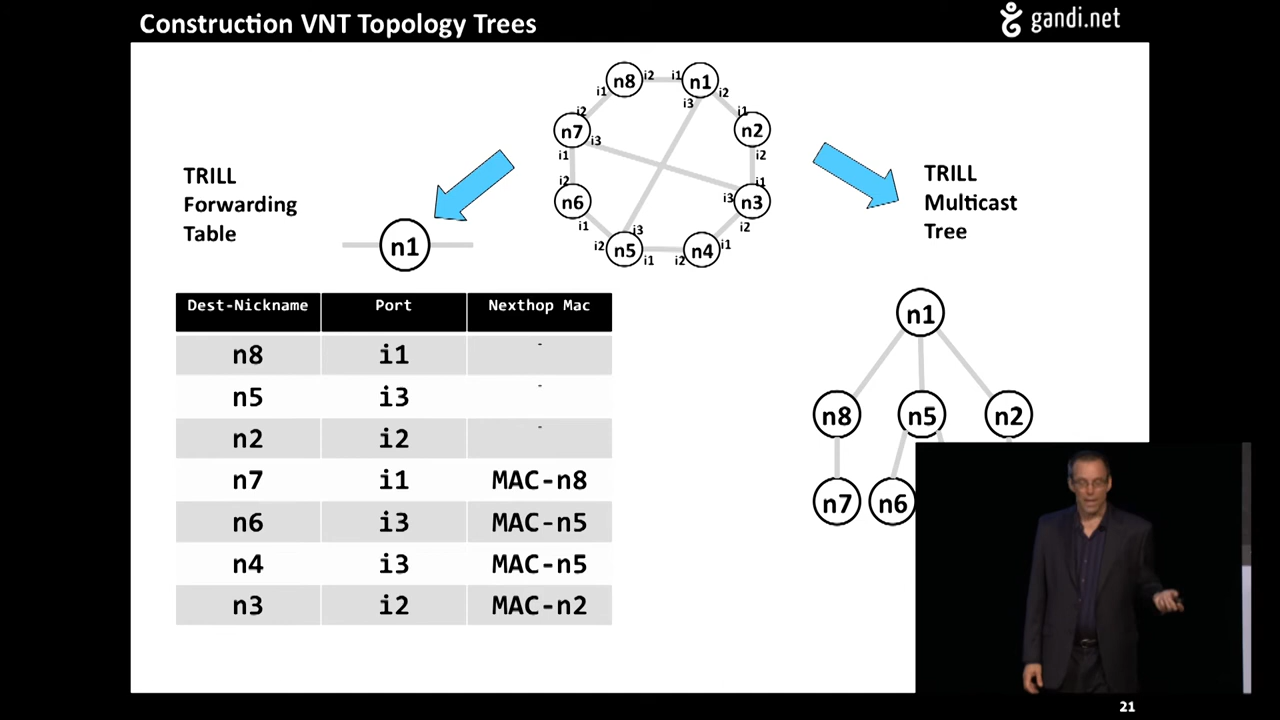 Construction VNT Topology Trees
gandi.net
n8
i2
i1
n1
i1
i3
i2
i2
i1
n7
i3
n2
i1
i2
i2
i1
n6
i3
n3
i1
i3
i2
i2
n5
i1
i2
n4
i1
TRILL
Forwarding
Table
n1
TRILL
Multicast
Tree
Dest-Nickname Port Nexthop Mac
n8 i1 -
n5 i3 -
n2 i2 -
n7 i1 MAC-n8
n6 i3 MAC-n5
n4 i3 MAC-n5
n3 i2 MAC-n2
n1
n8 n5 n2
n7 n6
21